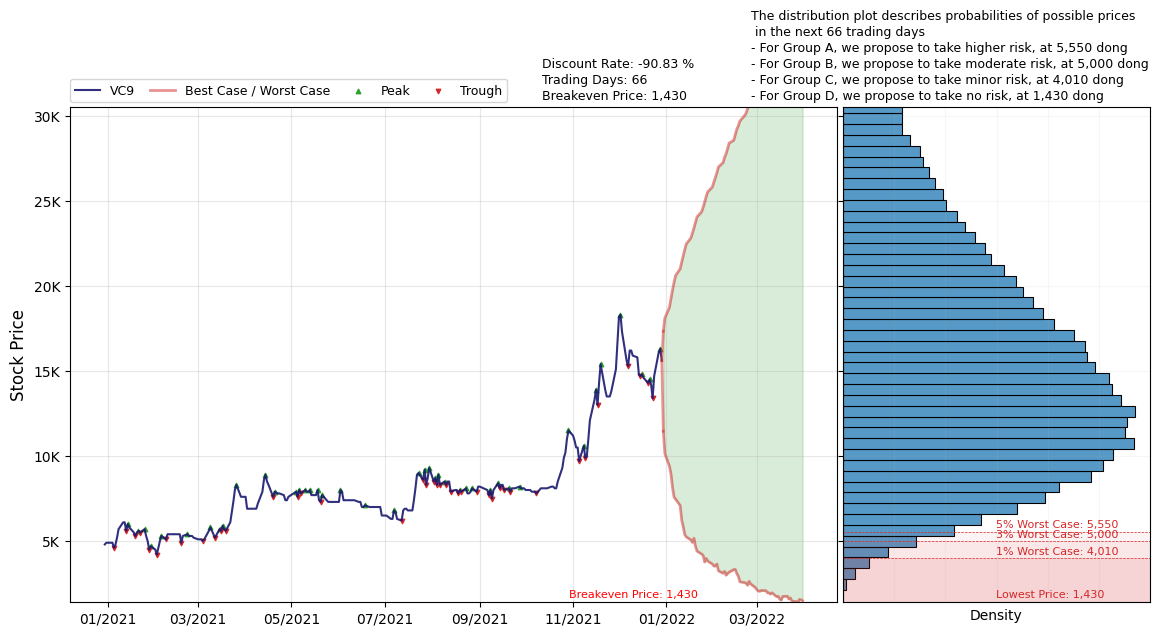 The distribution plot describes probabilities of possible prices
in the next 66 trading days
- For Group A, we propose to take higher risk, at 5,550 dong
- For Group B, we propose to take moderate risk, at 5,000 dong
- For Group C, we propose to take minor risk, at 4,010 dong
- For Group D, we propose to take no risk, at 1,430 dong
Discount Rate: -90.83 %
Trading Days: 66
Breakeven Price: 1,430
VC9
Best Case / Worst Case
Peak
Trough
Stock Price
30K
25K
20K
15K
10K
5K
Breakeven Price: 1,430
01/2021
03/2021
05/2021
07/2021
09/2021
11/2021
01/2022
03/2022
5% Worst Case: 5,550
3% Worst Case: 5,000
1% Worst Case: 4,010
Lowest Price: 1,430
Density